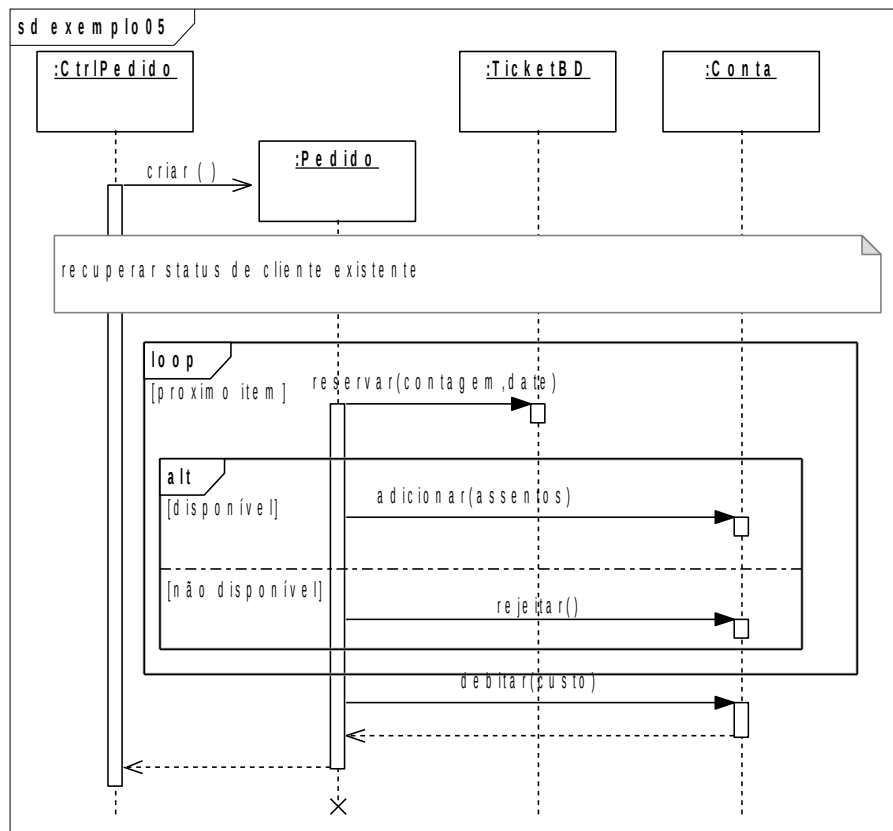 sd exemplo05
:CtrlPedido
:TicketBD
:Conta
:Pedido
criar ( )
recuperar status de cliente existente
loop
[proximo item]
reservar(contagem,date)
alt
[disponível]
adicionar(assentos)
[não disponível]
rejeitar()
debitar(custo)